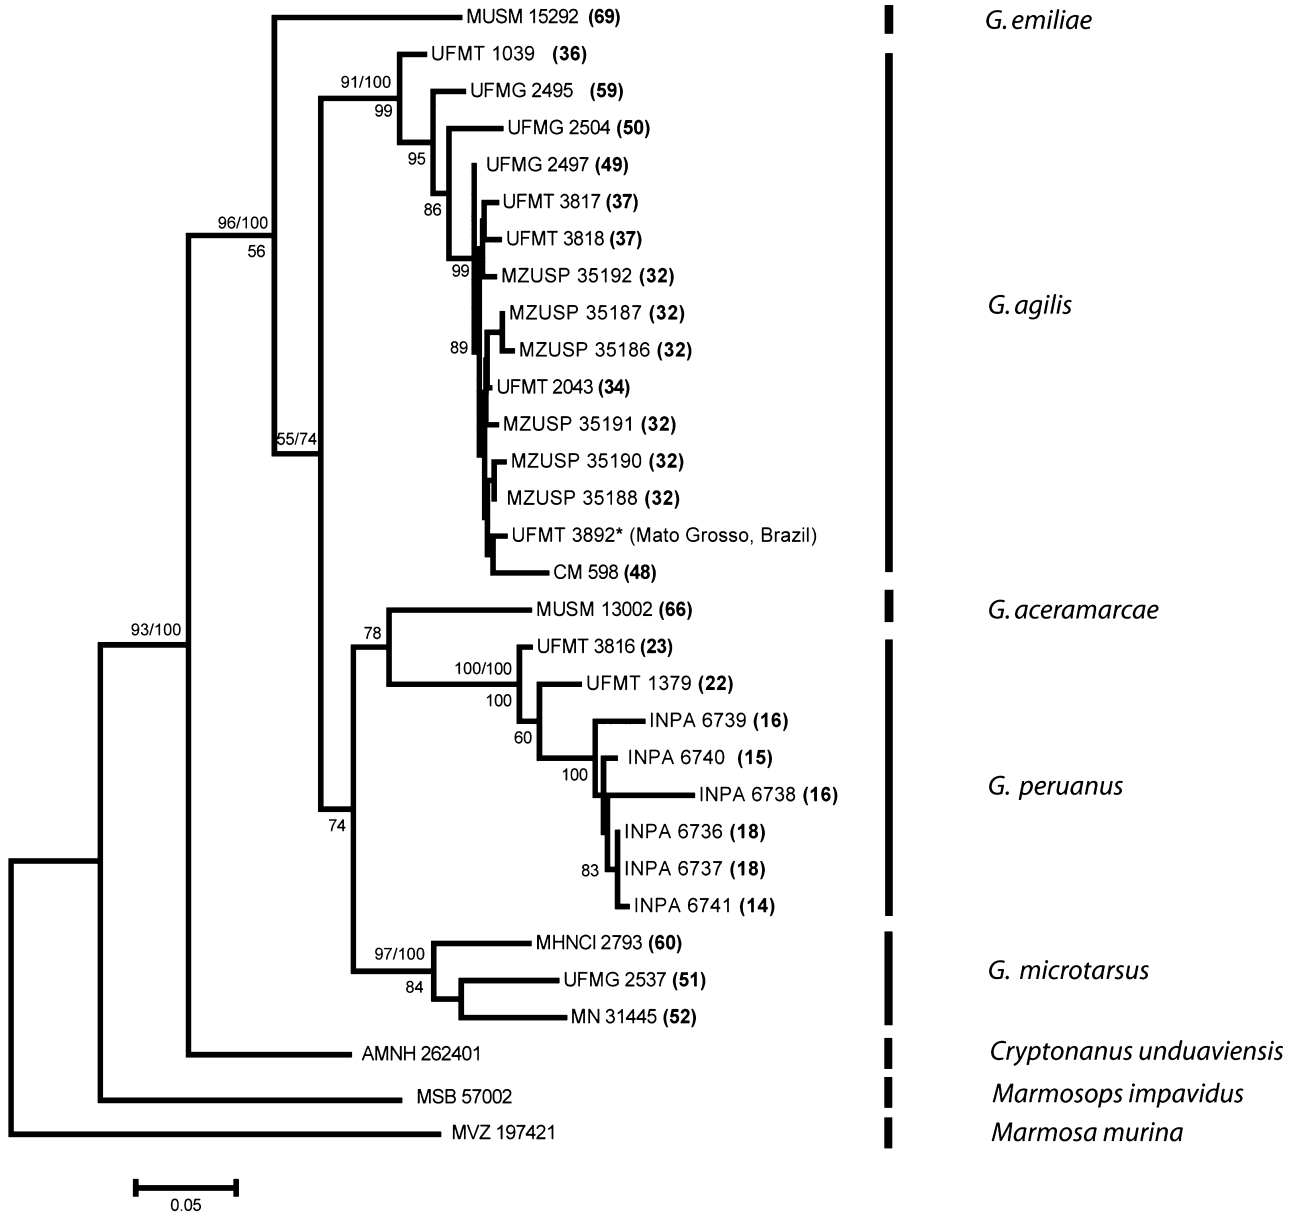 MUSM 15292 (69)
G. emiliae
UFMT 1039 (36)
91/100
UFMG 2495 (59)
99
UFMG 2504 (50)
95
UFMG 2497 (49)
UFMT 3817 (37)
86
96/100
UFMT 3818 (37)
56
99
MZUSP 35192 (32)
G. agilis
MZUSP 35187 (32)
89
MZUSP 35186 (32)
UFMT 2043 (34)
MZUSP 35191 (32)
55/74
MZUSP 35190 (32)
MZUSP 35188 (32)
UFMT 3892* (Mato Grosso, Brazil)
CM 598 (48)
MUSM 13002 (66)
G. aceramarcae
93/100
78
UFMT 3816 (23)
100/100
UFMT 1379 (22)
100
INPA 6739 (16)
60
INPA 6740 (15)
100
G. peruanus
INPA 6738 (16)
74
INPA 6736 (18)
83
INPA 6737 (18)
INPA 6741 (14)
MHNCI 2793 (60)
97/100
G. microtarsus
UFMG 2537 (51)
84
MN 31445 (52)
AMNH 262401
Cryptonanus unduaviensis
MSB 57002
Marmosops impavidus
MVZ 197421
Marmosa murina
0.05